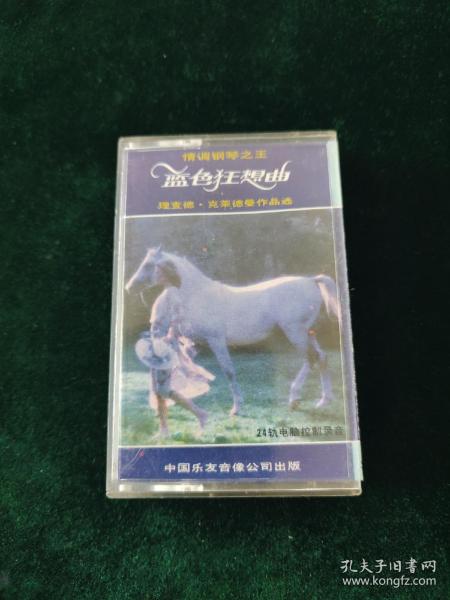 情调钢琴之王
蓝色狂想曲
理查德·克莱德曼作品选
24轨电脑控制录音
中国乐友音像公司出版
孔夫子旧书网
www.kongfz.com